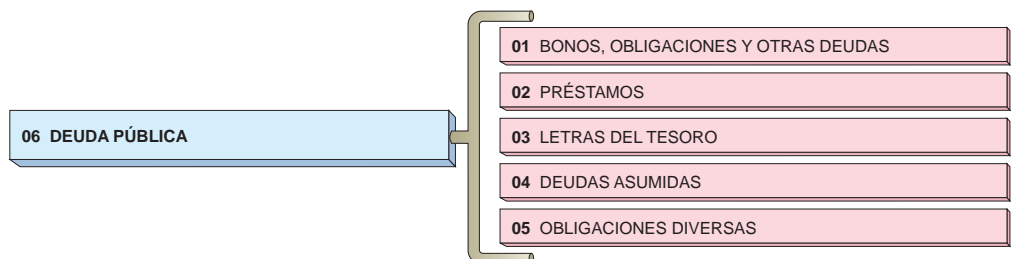 06 DEUDA PÚBLICA
01 BONOS, OBLIGACIONES Y OTRAS DEUDAS
02 PRÉSTAMOS
03 LETRAS DEL TESORO
04 DEUDAS ASUMIDAS
05 OBLIGACIONES DIVERSAS